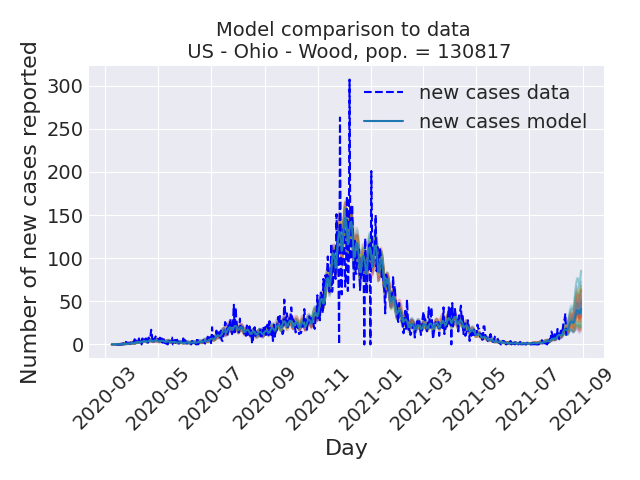 Model comparison to data
US - Ohio - Wood, pop. = 130817
Number of new cases reported
300
250
200
150
100
50
0
new cases data
new cases model
2020-03
2020-05
2020-07
2020-09
2020-11
2021-01
2021-03
2021-05
2021-07
2021-09
Day